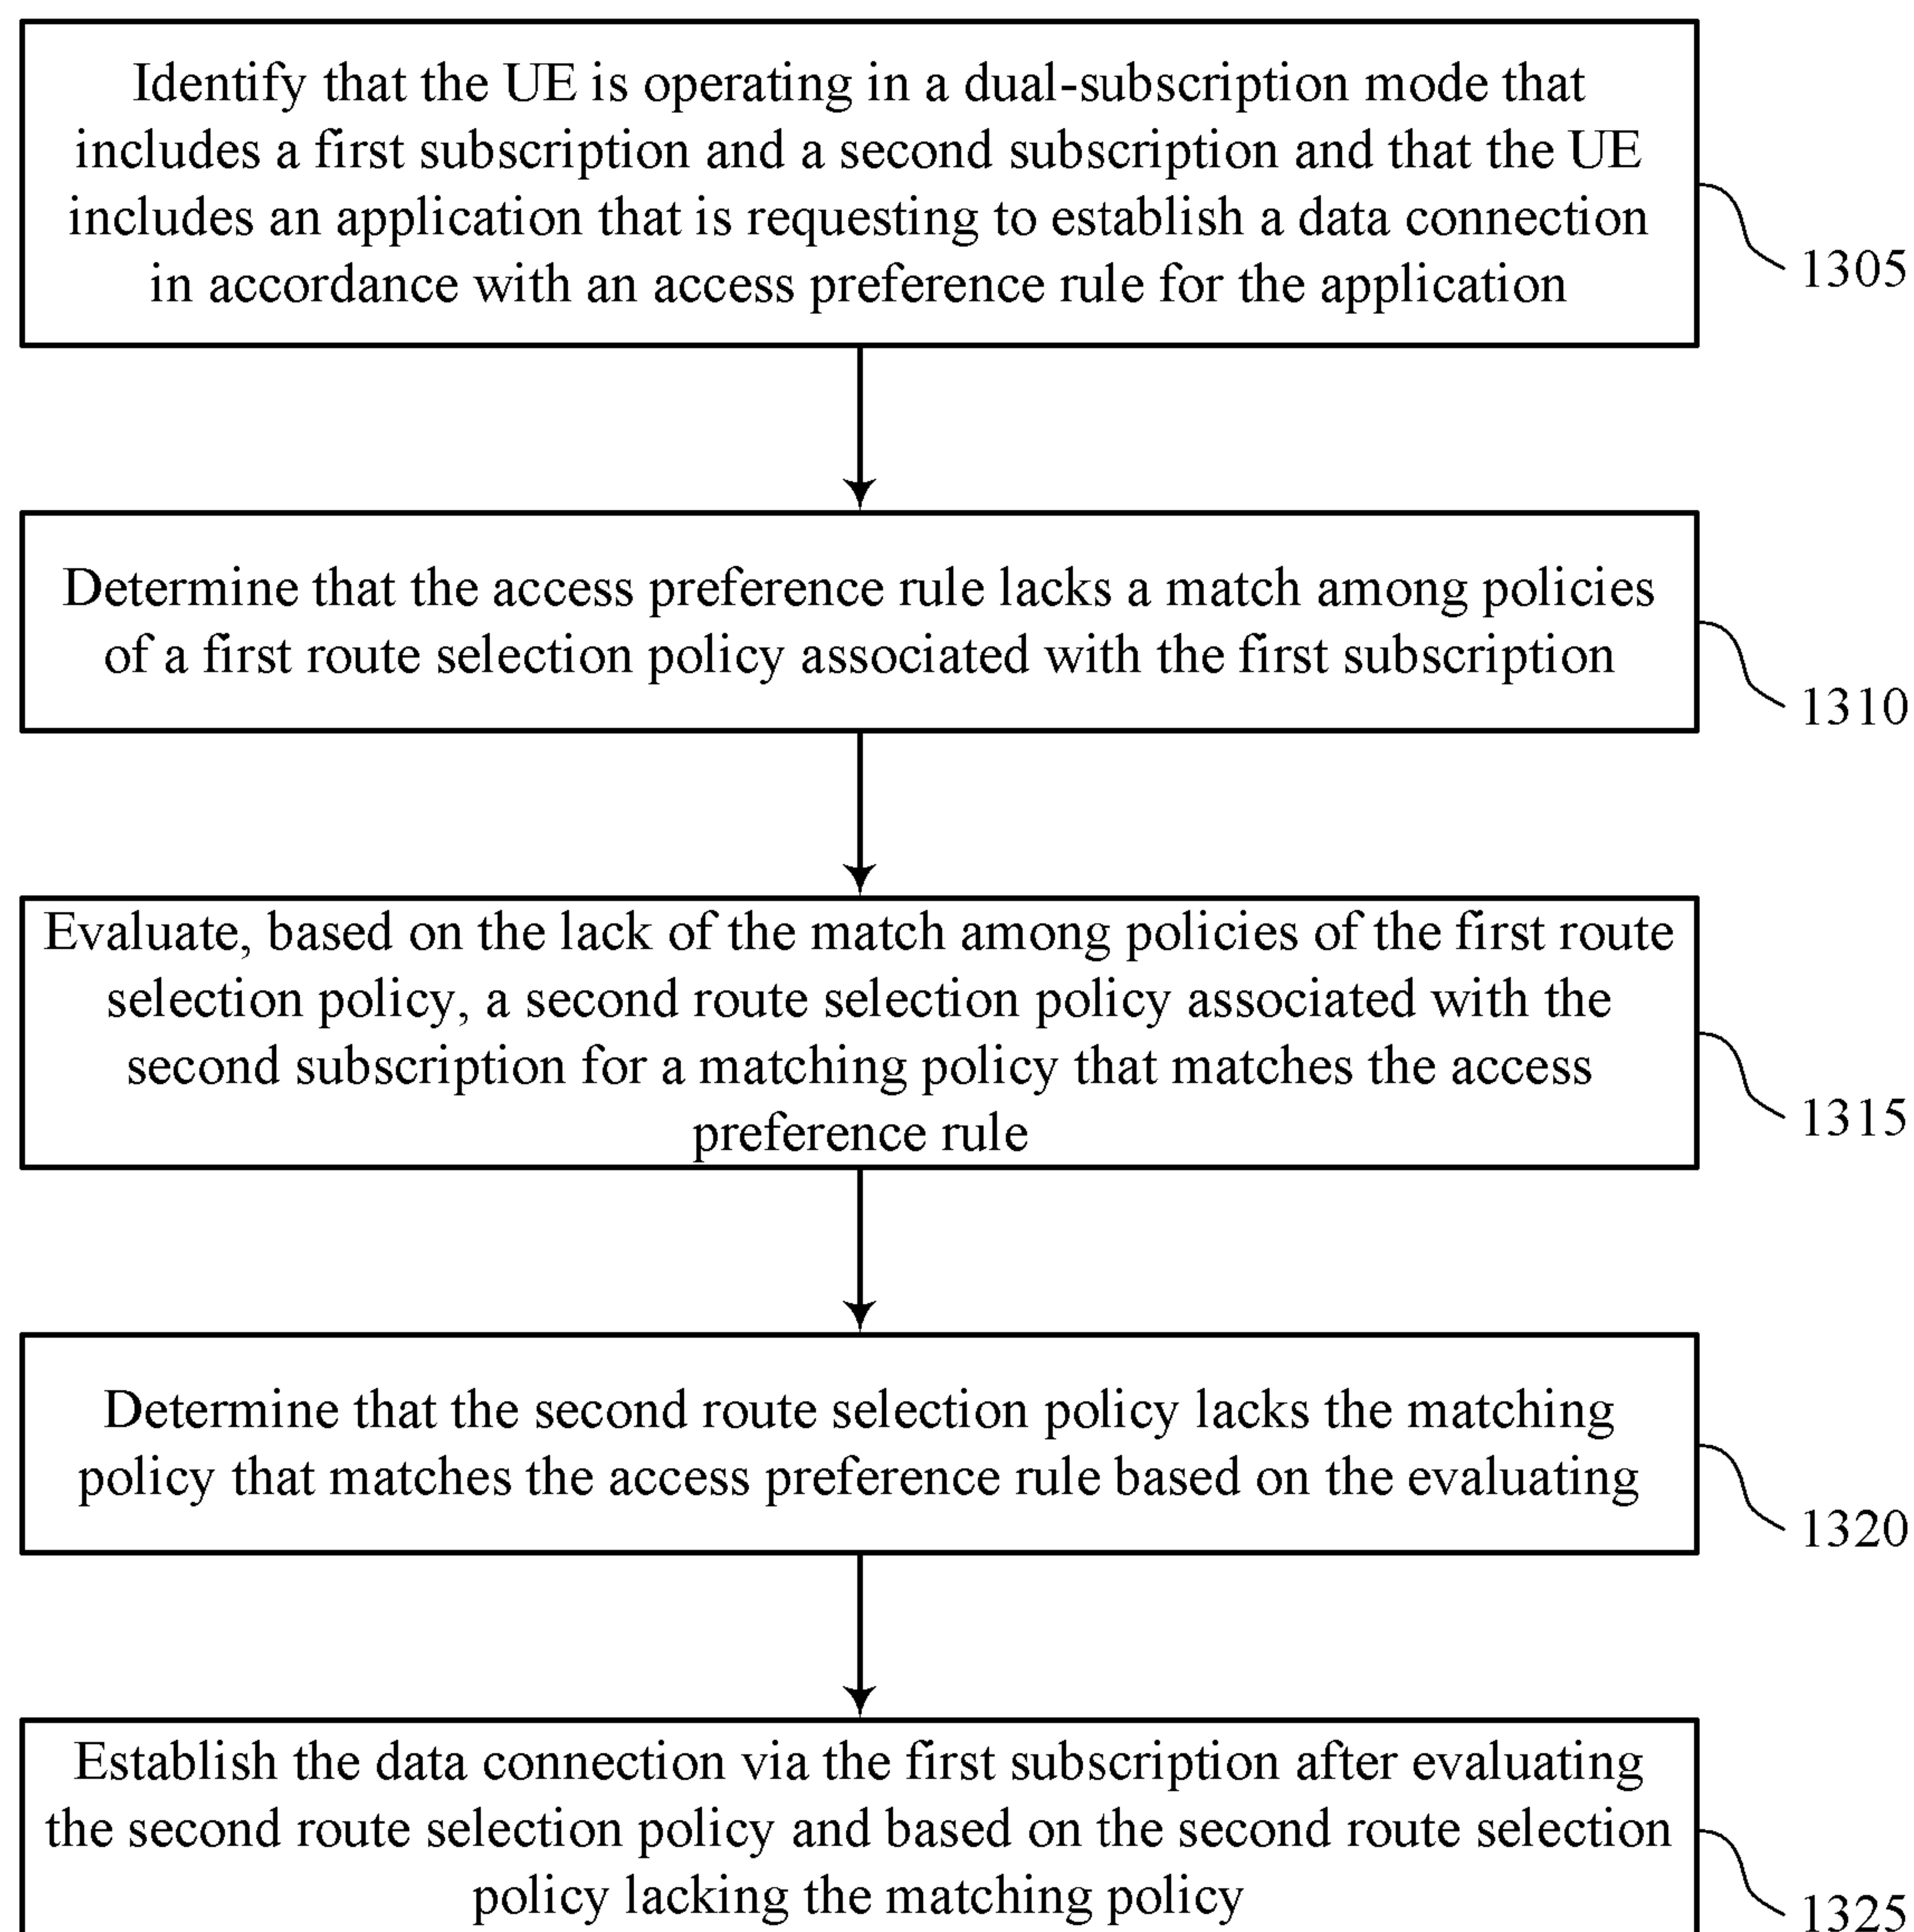 Identify that the UE is operating in a dual-subscription mode that
includes a first subscription and a second subscription and that the UE
includes an application that is requesting to establish a data connection
in accordance with an access preference rule for the application
1305
Determine that the access preference rule lacks a match among policies
of a first route selection policy associated with the first subscription
1310
Evaluate, based on the lack of the match among policies of the first route
selection policy, a second route selection policy associated with the
second subscription for a matching policy that matches the access
preference rule
1315
Determine that the second route selection policy lacks the matching
policy that matches the access preference rule based on the evaluating
1320
Establish the data connection via the first subscription after evaluating
the second route selection policy and based on the second route selection
policy lacking the matching policy
1325